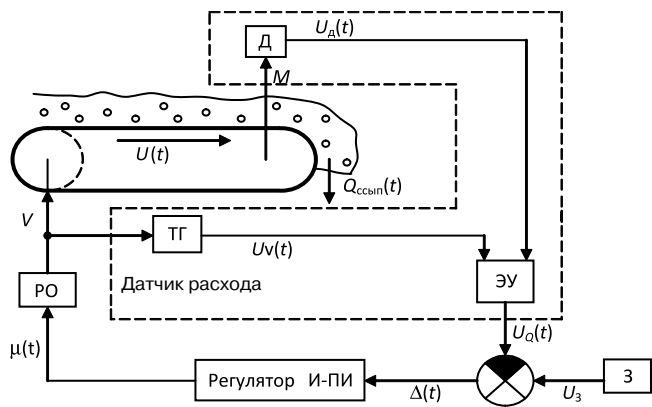 Д
Uд(t)
M
U(t)
Qссып(t)
V
ТГ
Uv(t)
РО
Датчик расхода
ЭУ
UQ(t)
μ(t)
Регулятор И-ПИ
Δ(t)
UЗ
З